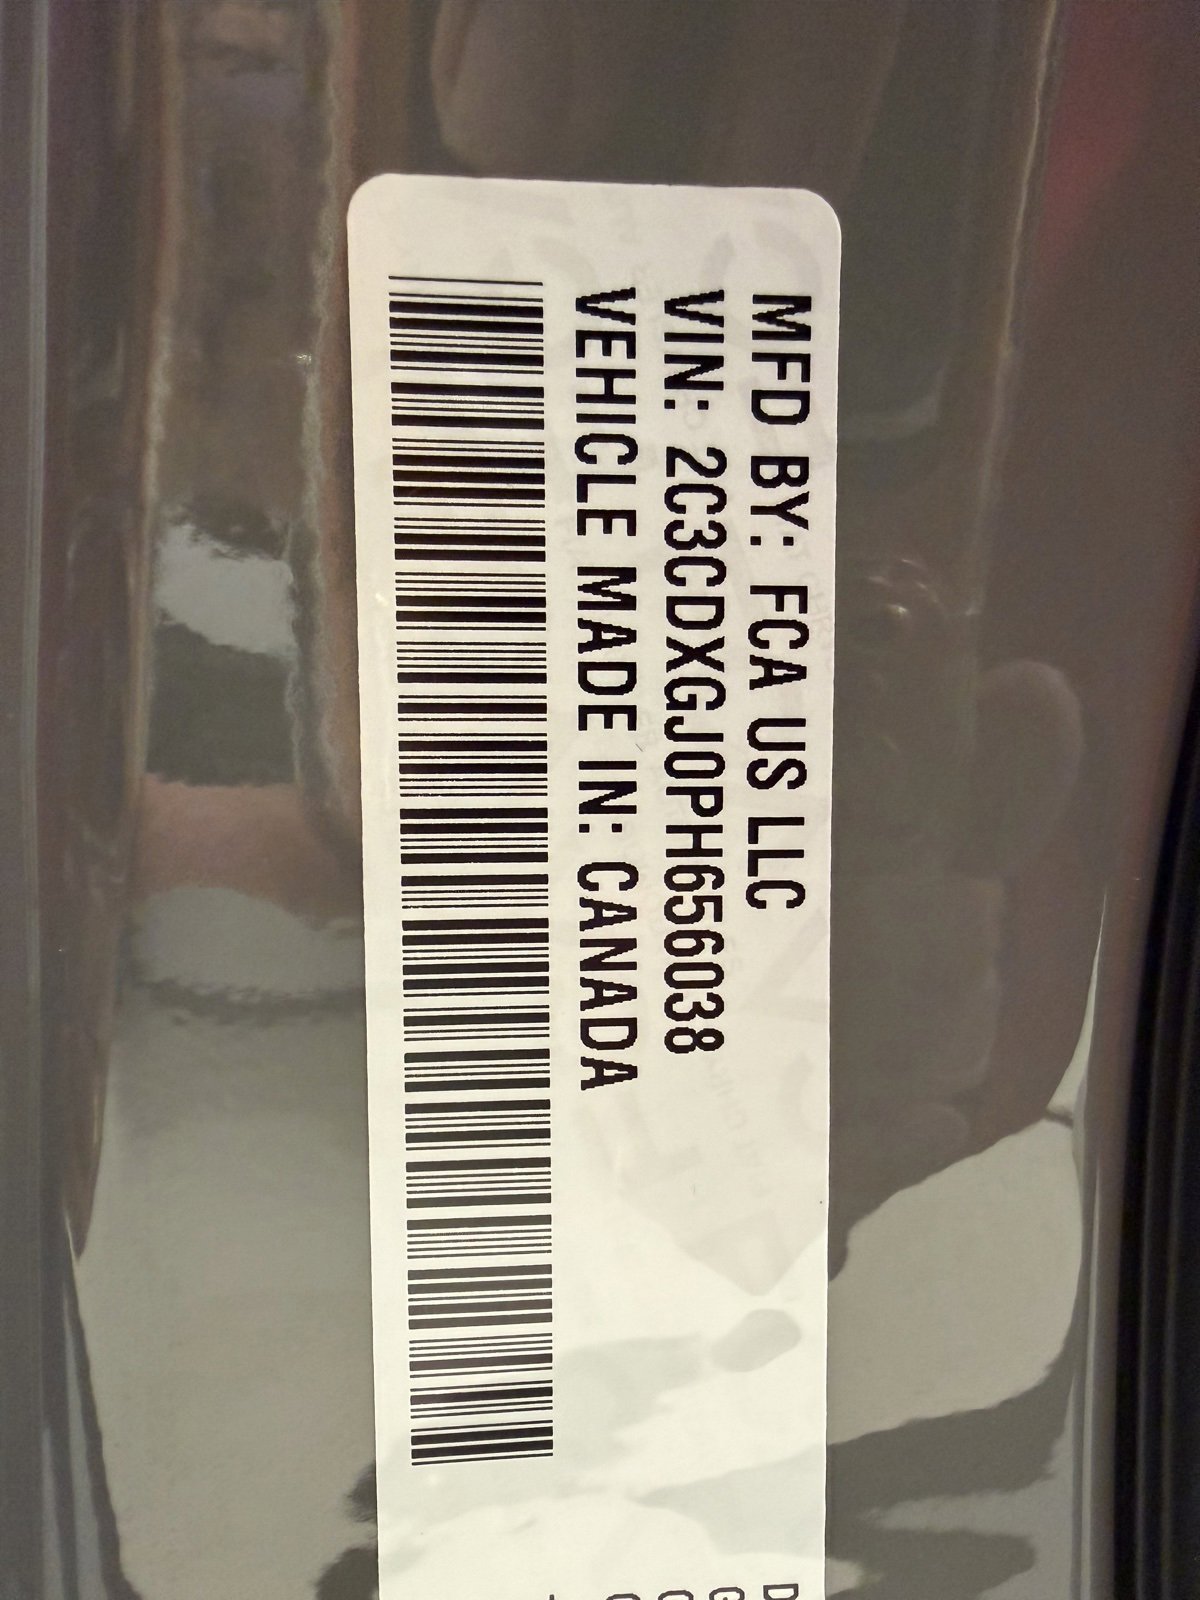 MFD BY: FCA US LLC
VIN: 2C3CDXGJ0PH656038
VEHICLE MADE IN: CANADA